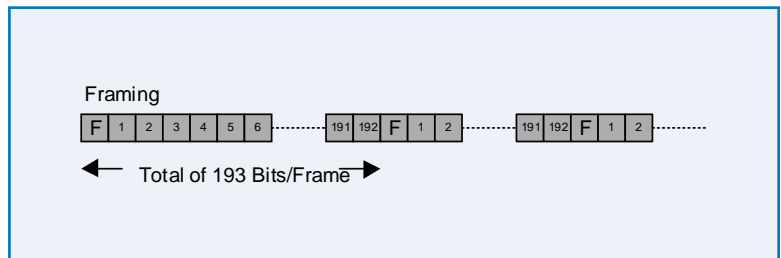 Framing
F 1 2 3 4 5 6 191 192 F 1 2 191 192 F 1 2
Total of 193 Bits/Frame